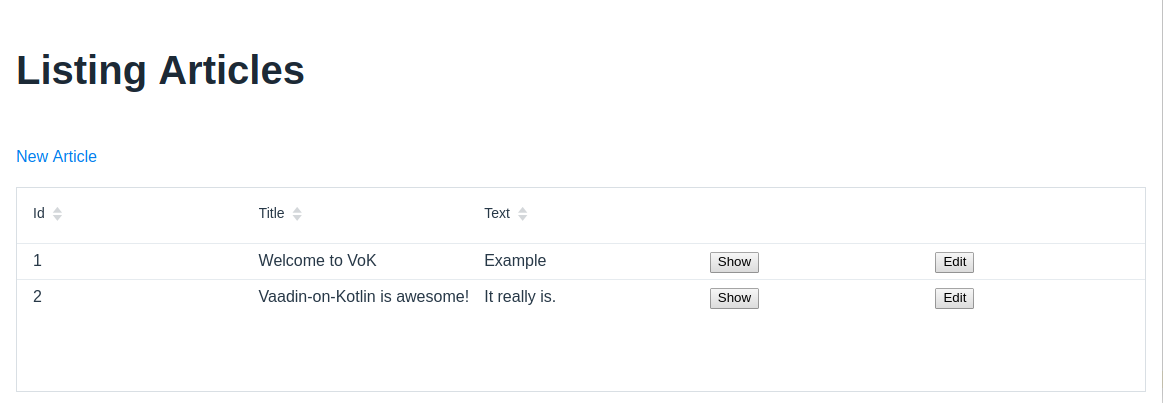 Listing Articles
New Article
Id Title Text
1 Welcome to VoK Example Show Edit
2 Vaadin-on-Kotlin is awesome! It really is. Show Edit